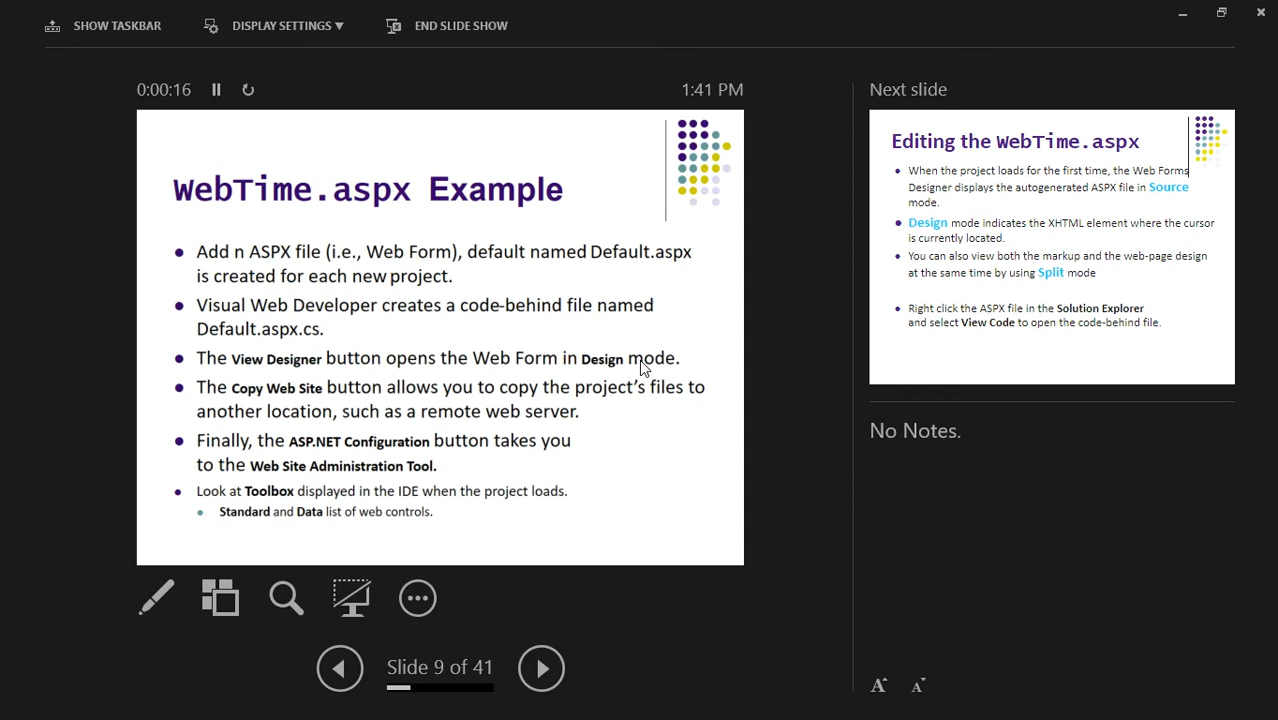 SHOW TASKBAR DISPLAY SETTINGS ▼ END SLIDE SHOW
0:00:16 1:41 PM
WebTime.aspx Example
• Add n ASPX file (i.e., Web Form), default named Default.aspx
is created for each new project.
• Visual Web Developer creates a code-behind file named
Default.aspx.cs.
• The View Designer button opens the Web Form in Design mode.
• The Copy Web Site button allows you to copy the project's files to
another location, such as a remote web server.
• Finally, the ASP.NET Configuration button takes you
to the Web Site Administration Tool.
• Look at Toolbox displayed in the IDE when the project loads.
• Standard and Data list of web controls.
Slide 9 of 41
Next slide
Editing the WebTime.aspx
• When the project loads for the first time, the Web Forms
Designer displays the autogenerated ASPX file in Source
mode.
• Design mode indicates the XHTML element where the cursor
is currently located.
• You can also view both the markup and the web-page design
at the same time by using Split mode
• Right click the ASPX file in the Solution Explorer
and select View Code to open the code-behind file.
No Notes.
A A